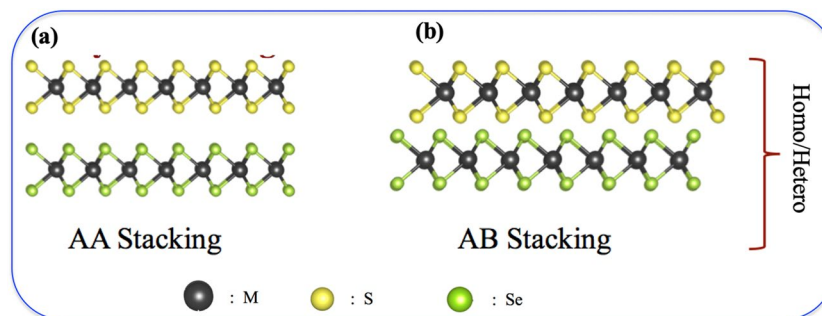 (a)
(b)
AA Stacking
AB Stacking
Homo/Hetero
: M
: S
: Se